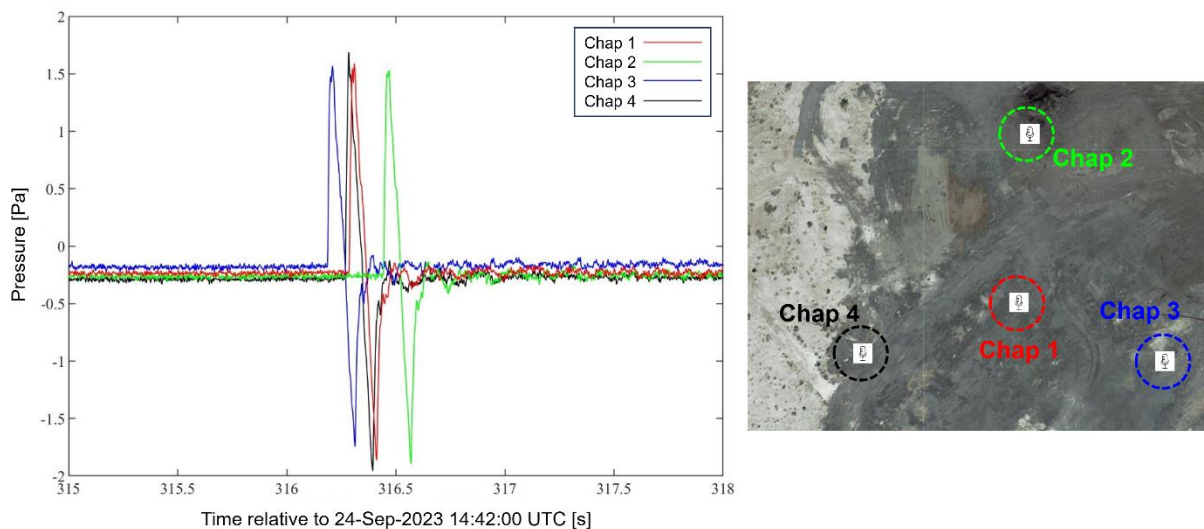 2
1.5
1
0.5
0
-0.5
-1
-1.5
-2
Presseure [Pa]
Chap 1
Chap 2
Chap 3
Chap 4
315
315.5
316
316.5
317
317.5
318
Time relative to 24-Sep-2023 14:42:00 UTC [s]
Chap 2
Chap 4
Chap 1
Chap 3